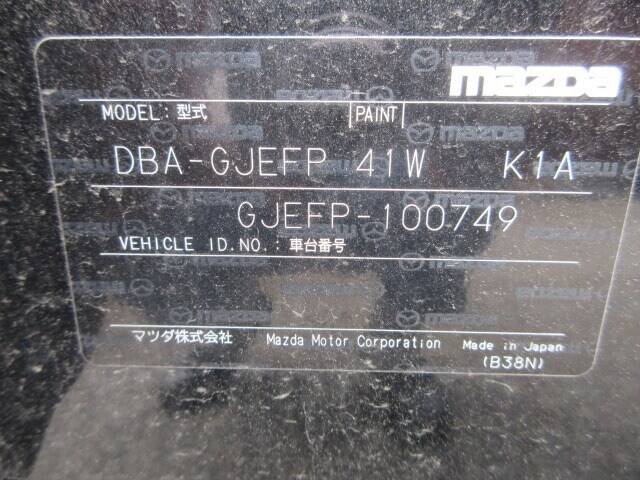 mazda
MODEL: 型式 PAINT
DBA-GJEFP 41W K1A
GJEFP-100749
VEHICLE ID.NO.: 車台番号
マツダ株式会社 Mazda Motor Corporation Made in Japan
(B38N)